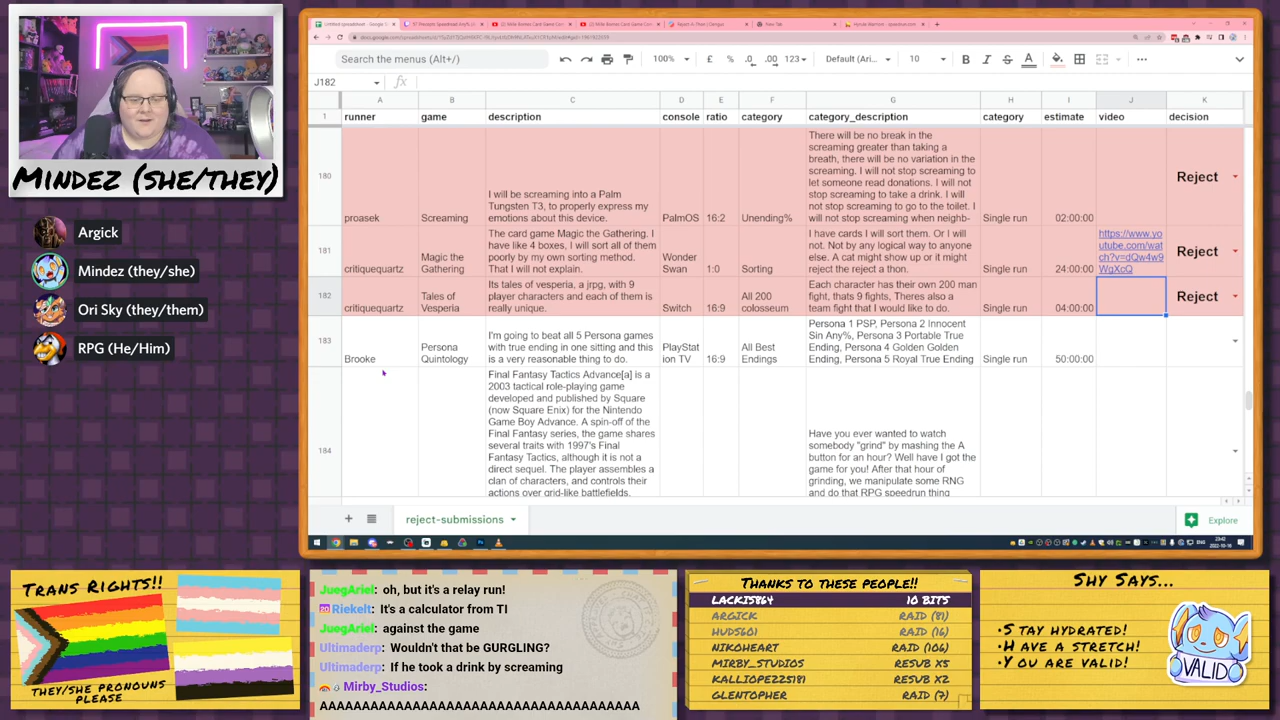 MINDEZ (SHE/THEY)
Argick
Mindez (they/she)
Ori Sky (they/them)
RPG (He/Him)
Search the menus (Alt+/)
100%
£
%
.0
.00
123
Default (Ari...
10
B
I
S
A
J182
fx
A B C D E F G H I J K
1 runner game description console ratio category category_description category estimate video decision
180
proasek
Screaming
I will be screaming into a Palm
Tungsten T3, to properly express my
emotions about this device.
PalmOS
16:2
Unending%
There will be no break in the
screaming greater than taking a
breath, there will be no variation in the
screaming. I will not stop screaming to
let someone read donations. I will not
stop screaming to take a drink. I will
not stop screaming to go to the toilet. I
will not stop screaming when neighb-
Single run
02:00:00
Reject
181
critiquequartz
Magic the
Gathering
The card game Magic the Gathering. I
have like 4 boxes, I will sort all of them
poorly by my own sorting method.
That I will not explain.
Wonder
Swan
1:0
Sorting
I have cards I will sort them. Or I will
not. Not by any logical way to anyone
else. A cat might show up or it might
reject the reject a thon.
Single run
24:00:00
https://www.yo
utube.com/wat
ch?v=dQw4w9
WgXcQ
Reject
182
critiquequartz
Tales of
Vesperia
Its tales of vesperia, a jrpg, with 9
player characters and each of them is
really unique.
Switch
16:9
All 200
colosseum
Each character has their own 200 man
fight, thats 9 fights, Theres also a
team fight that I would like to do.
Single run
04:00:00
Reject
183
Brooke
Persona
Quintology
I'm going to beat all 5 Persona games
with true ending in one sitting and this
is a very reasonable thing to do.
PlayStat
ion TV
16:9
All Best
Endings
Persona 1 PSP, Persona 2 Innocent
Sin Any%, Persona 3 Portable True
Ending, Persona 4 Golden Golden
Ending, Persona 5 Royal True Ending
Single run
50:00:00
184
Final Fantasy Tactics Advance[a] is a
2003 tactical role-playing game
developed and published by Square
(now Square Enix) for the Nintendo
Game Boy Advance. A spin-off of the
Final Fantasy series, the game shares
several traits with 1997's Final
Fantasy Tactics, although it is not a
direct sequel. The player assembles a
clan of characters, and controls their
actions over grid-like battlefields.
Have you ever wanted to watch
somebody "grind" by mashing the A
button for an hour? Well have I got the
game for you! After that hour of
grinding, we manipulate some RNG
and do that RPG speedrun thing
reject-submissions
Explore
TRANS RIGHTS!!
THEY/SHE PRONOUNS
PLEASE
JuegAriel: oh, but it's a relay run!
Riekelt: It's a calculator from TI
JuegAriel: against the game
Ultimaderp: Wouldn't that be GURGLING?
Ultimaderp: If he took a drink by screaming
Mirby_Studios:
AAAAAAAAAAAAAAAAAAAAAAAAAAAAAAAAAAAAAA
THANKS TO THESE PEOPLE!!
LACKIS864 10 BITS
ARGICK RAID (81)
HUDS601 RAID (16)
NIKOHEART RAID (106)
MIRBY_STUDIOS RESUB X5
KALLIOPE225181 RESUB X2
GLENTOPHER RAID (7)
SHY SAYS...
•S TAY HYDRATED!
•H AVE A STRETCH!
•Y OU ARE VALID!
VALID